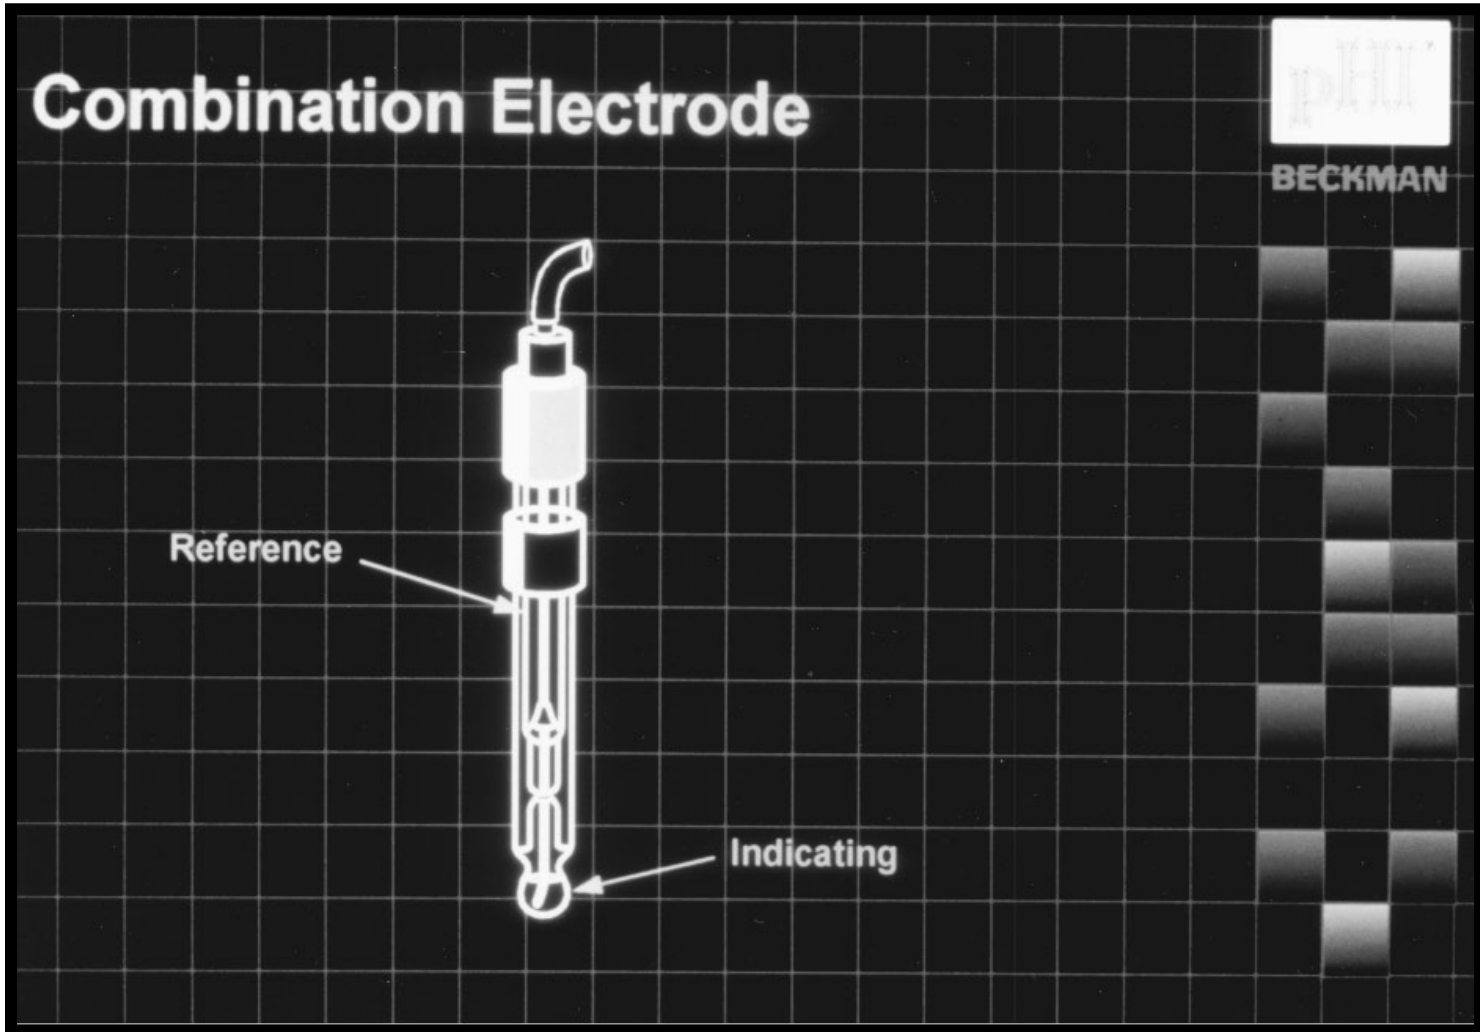 Combination Electrode
pHI
BECKMAN
Reference
Indicating